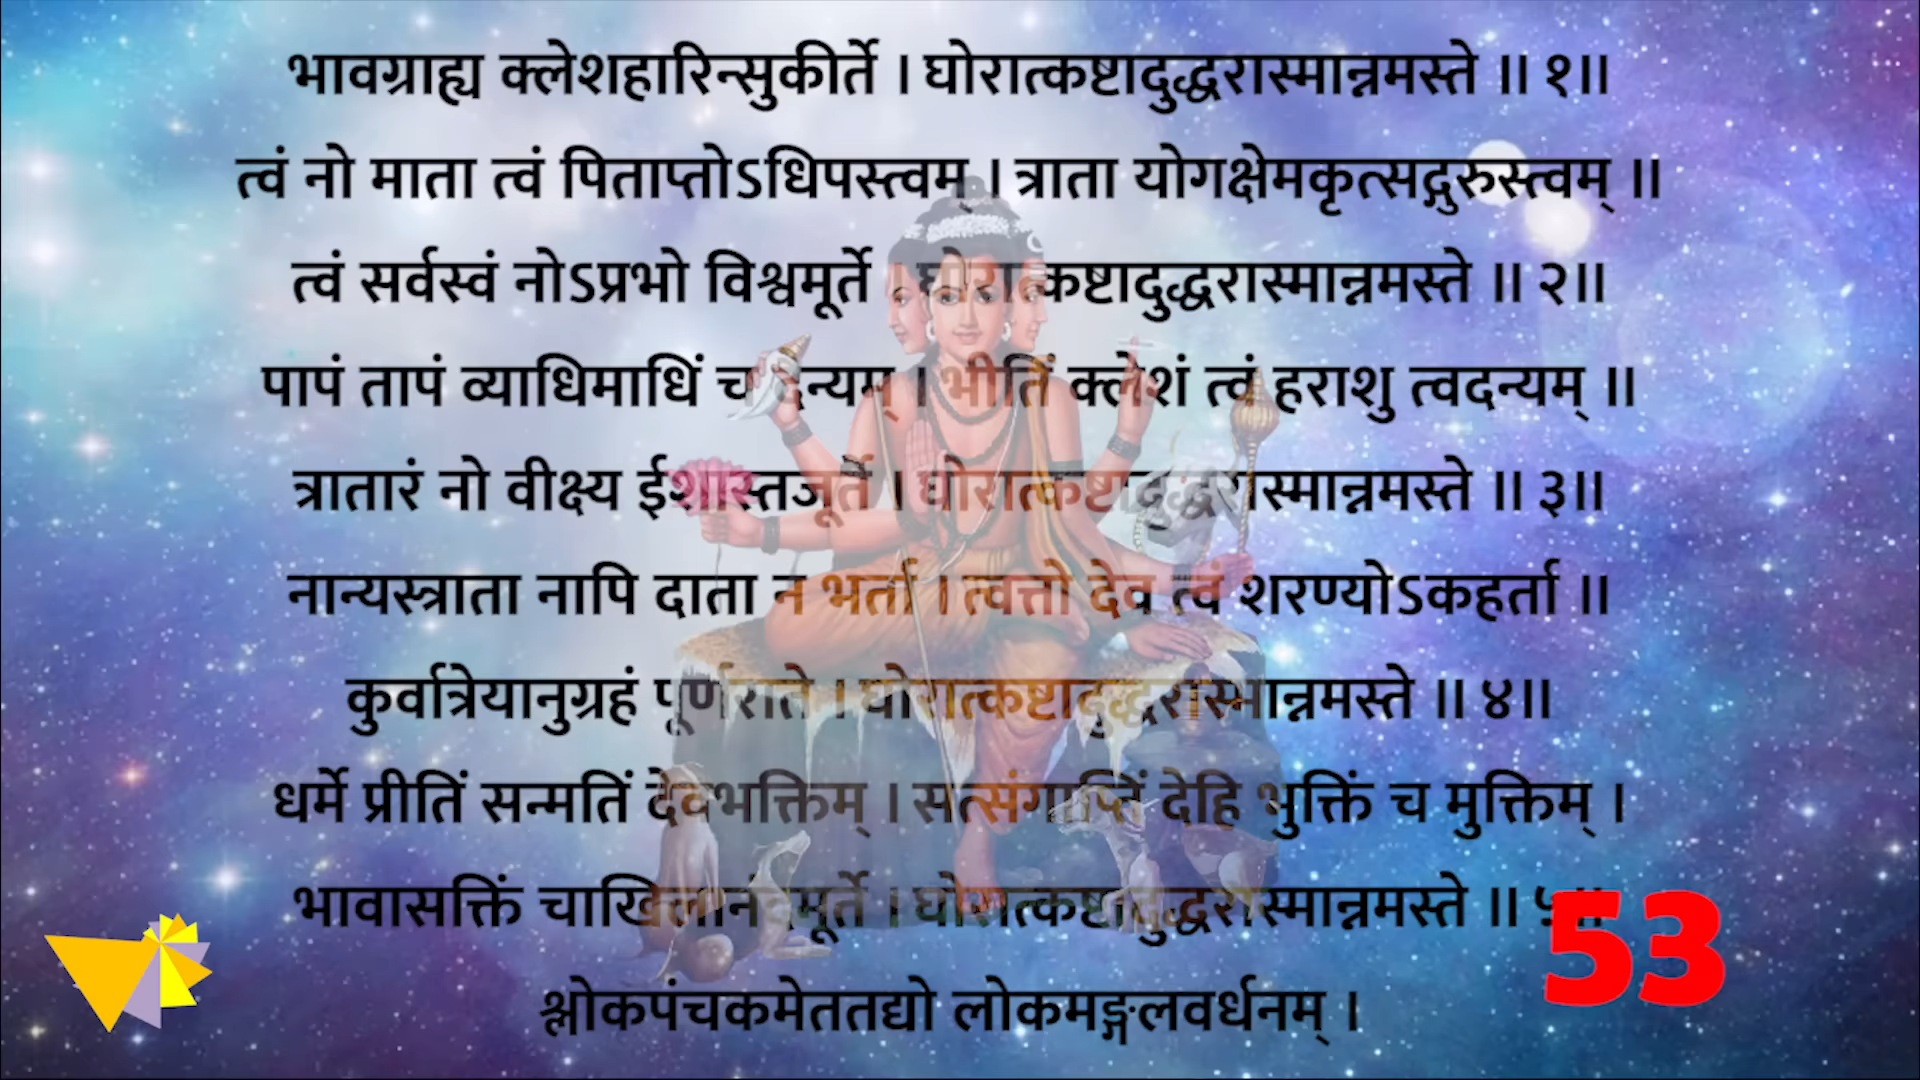 भावग्राह्य क्लेशहारिन्सुकीर्ते । घोरात्कष्टादुद्धरास्मान्नमस्ते ॥ १॥
त्वं नो माता त्वं पिताप्तोऽधिपस्त्वम् । त्राता योगक्षेमकृत्सद्गुरुस्त्वम् ॥
त्वं सर्वस्वं नोऽप्रभो विश्वमूर्ते । घोरात्कष्टादुद्धरास्मान्नमस्ते ॥ २॥
पापं तापं व्याधिमाधिं च दैन्यम् । भीतिं क्लेशं त्वं हराशु त्वदन्यम् ॥
त्रातारं नो वीक्ष्य ईशास्तजूर्ते । घोरात्कष्टादुद्धरास्मान्नमस्ते ॥ ३॥
नान्यस्त्राता नापि दाता न भर्ता । त्वत्तो देव त्वं शरण्योऽकहर्ता ॥
कुर्वात्रेयानुग्रहं पूर्णराते । घोरात्कष्टादुद्धरास्मान्नमस्ते ॥ ४॥
धर्मे प्रीतिं सन्मतिं देवभक्तिम् । सत्संगाप्तिं देहि भुक्तिं च मुक्तिम् ।
भावासक्तिं चाखिलानंदमूर्ते । घोरात्कष्टादुद्धरास्मान्नमस्ते ॥ ५॥
श्लोकपंचकमेततद्यो लोकमङ्गलवर्धनम् ।
53